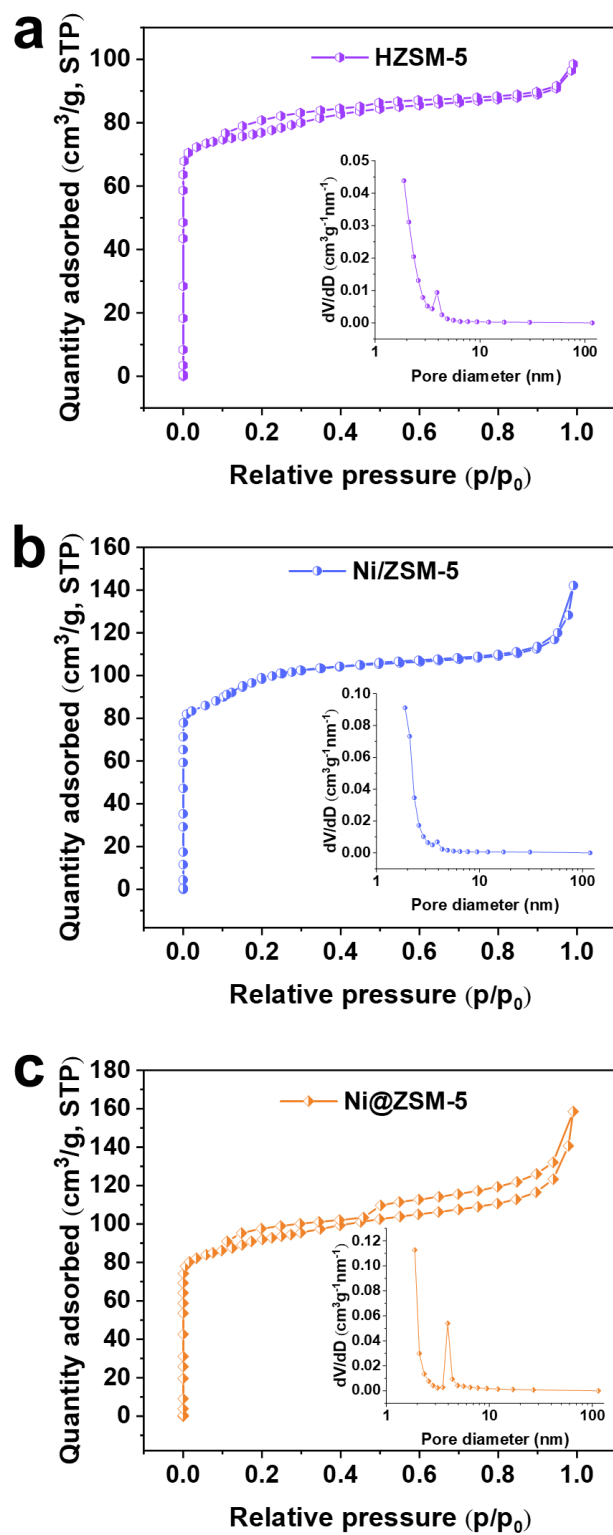 a
HZSM-5
Quantity adsorbed (cm³/g, STP)
100
80
60
40
20
0
0.0 0.2 0.4 0.6 0.8 1.0
Relative pressure (p/p₀)
dV/dD (cm³g⁻¹nm⁻¹)
0.05
0.04
0.03
0.02
0.01
0.00
1 10 100
Pore diameter (nm)
b
Ni/ZSM-5
Quantity adsorbed (cm³/g, STP)
160
140
120
100
80
60
40
20
0
0.0 0.2 0.4 0.6 0.8 1.0
Relative pressure (p/p₀)
dV/dD (cm³g⁻¹nm⁻¹)
0.10
0.08
0.06
0.04
0.02
0.00
1 10 100
Pore diameter (nm)
c
Ni@ZSM-5
Quantity adsorbed (cm³/g, STP)
180
160
140
120
100
80
60
40
20
0
0.0 0.2 0.4 0.6 0.8 1.0
Relative pressure (p/p₀)
dV/dD (cm³g⁻¹nm⁻¹)
0.12
0.10
0.08
0.06
0.04
0.02
0.00
1 10 100
Pore diameter (nm)